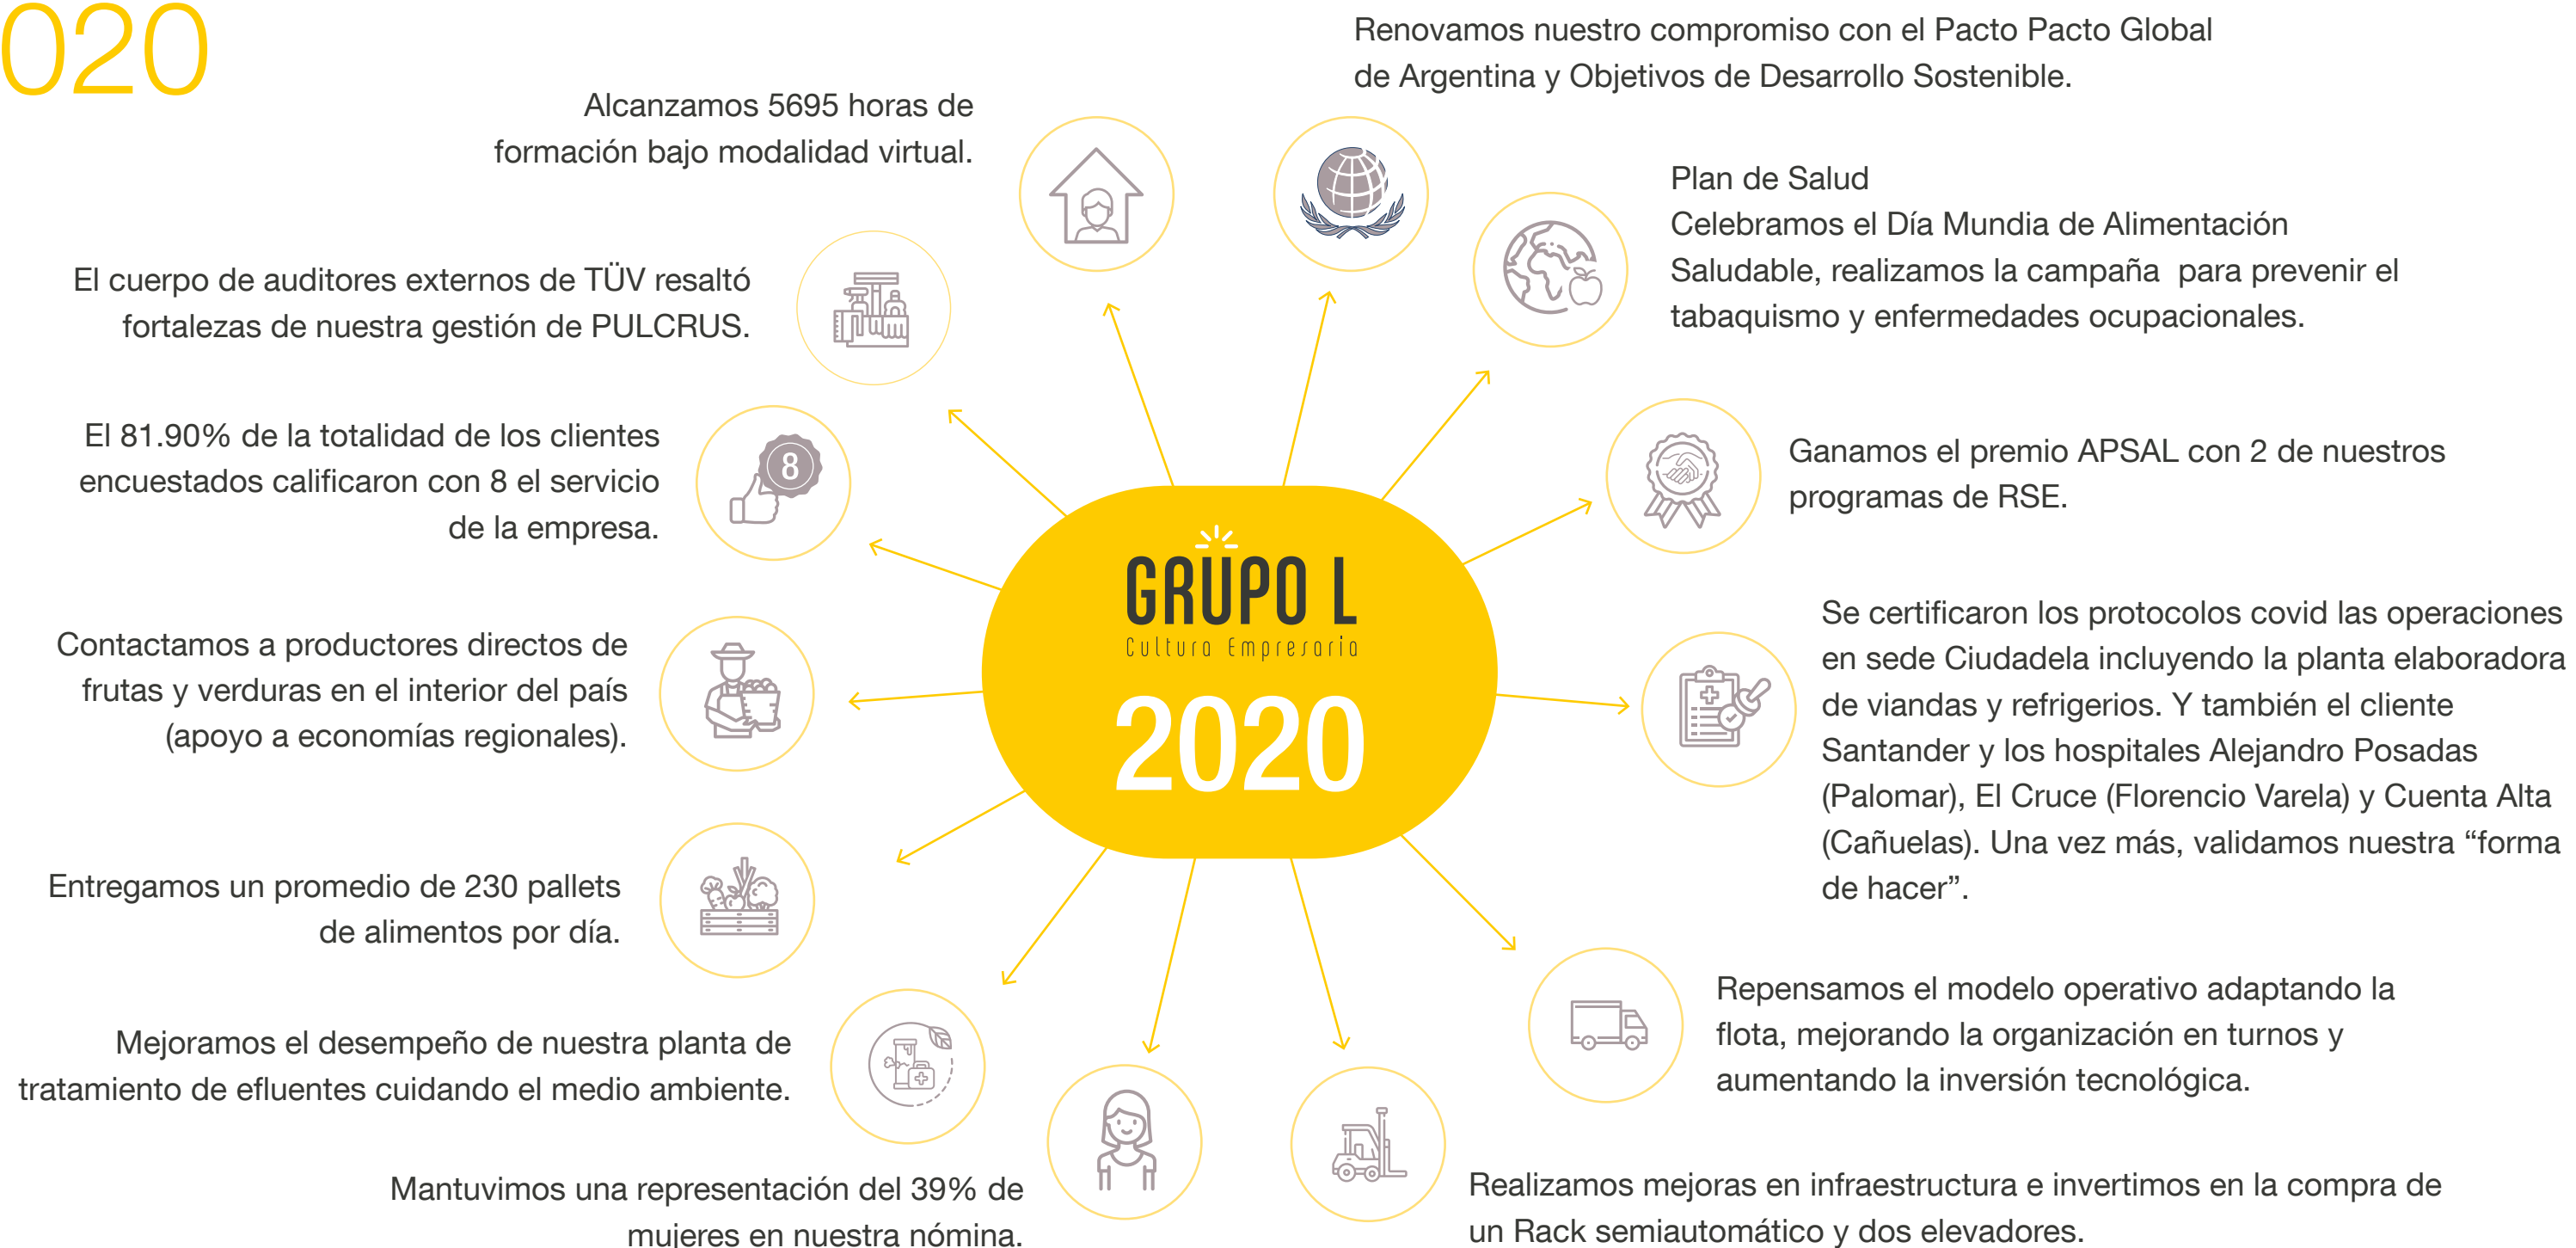 020
Renovamos nuestro compromiso con el Pacto Pacto Global
de Argentina y Objetivos de Desarrollo Sostenible.
Alcanzamos 5695 horas de
formación bajo modalidad virtual.
Plan de Salud
Celebramos el Día Mundia de Alimentación
Saludable, realizamos la campaña  para prevenir el
tabaquismo y enfermedades ocupacionales.
El cuerpo de auditores externos de TÜV resaltó
fortalezas de nuestra gestión de PULCRUS.
El 81.90% de la totalidad de los clientes
encuestados calificaron con 8 el servicio
de la empresa.
8
Ganamos el premio APSAL con 2 de nuestros
programas de RSE.
GRUPO L
Cultura Empresaria
2020
Contactamos a productores directos de
frutas y verduras en el interior del país
(apoyo a economías regionales).
Se certificaron los protocolos covid las operaciones
en sede Ciudadela incluyendo la planta elaboradora
de viandas y refrigerios. Y también el cliente
Santander y los hospitales Alejandro Posadas
(Palomar), El Cruce (Florencio Varela) y Cuenta Alta
(Cañuelas). Una vez más, validamos nuestra “forma
de hacer”.
Entregamos un promedio de 230 pallets
de alimentos por día.
Repensamos el modelo operativo adaptando la
flota, mejorando la organización en turnos y
aumentando la inversión tecnológica.
Mejoramos el desempeño de nuestra planta de
tratamiento de efluentes cuidando el medio ambiente.
Mantuvimos una representación del 39% de
mujeres en nuestra nómina.
Realizamos mejoras en infraestructura e invertimos en la compra de
un Rack semiautomático y dos elevadores.